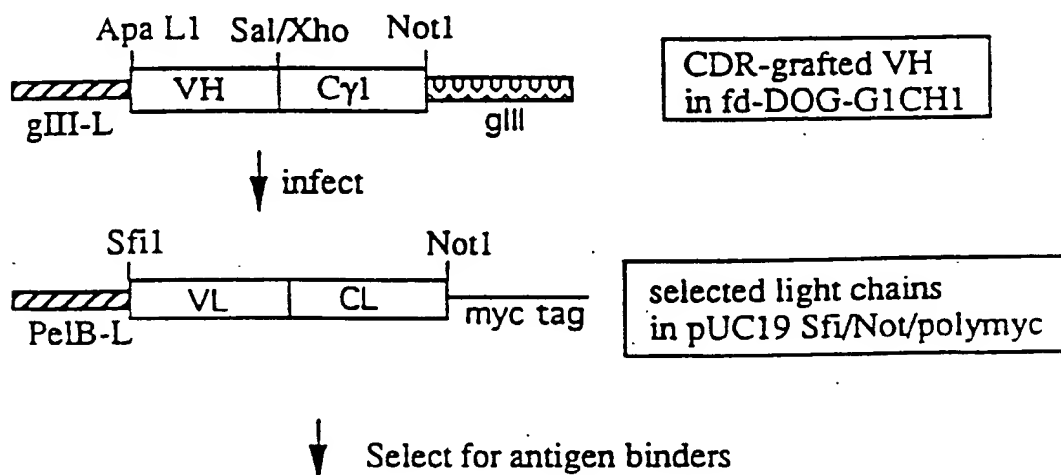 Apa L1 Sal/Xho Not1
VH Cγ1
gIII-L gIII
CDR-grafted VH
in fd-DOG-G1CH1
infect
Sfi1 Not1
VL CL
PelB-L myc tag
selected light chains
in pUC19 Sfi/Not/polymyc
Select for antigen binders